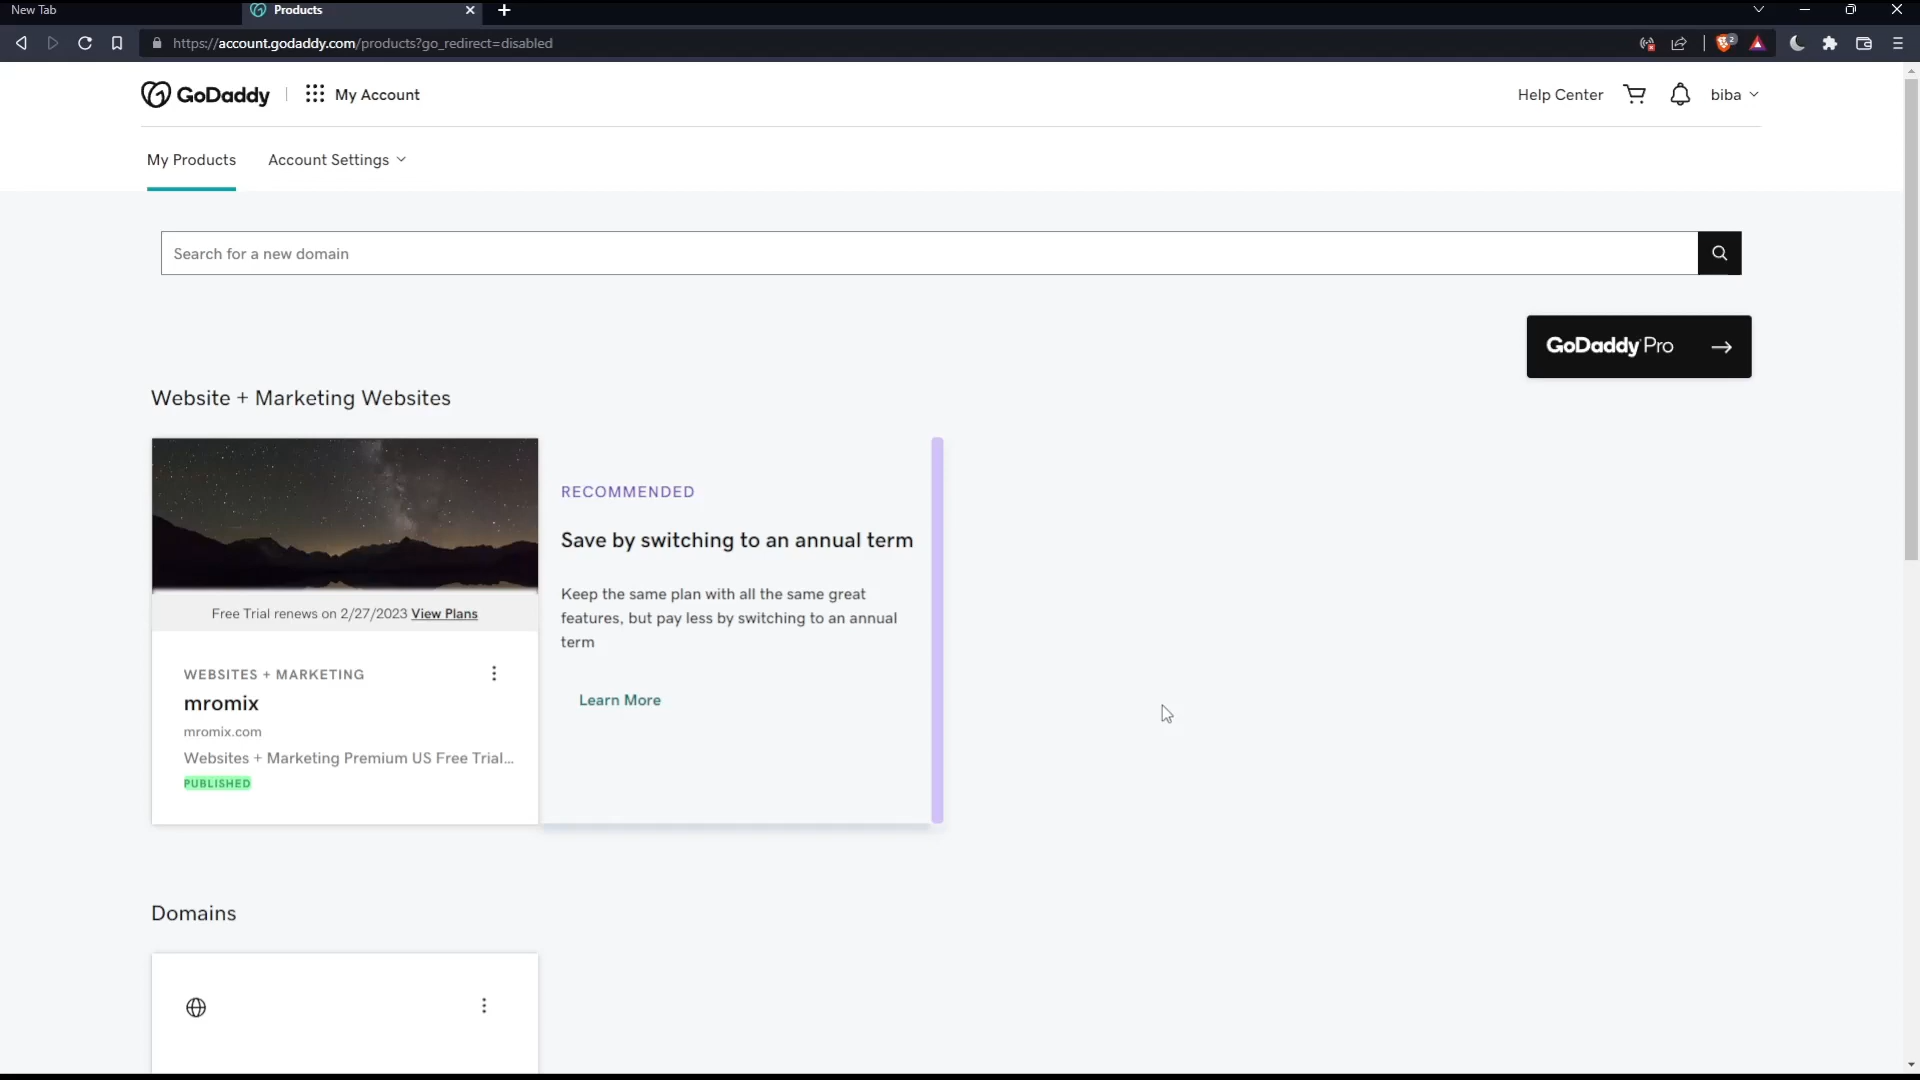 New Tab
Products
https://account.godaddy.com/products?go_redirect=disabled
2
GoDaddy
My Account
Help Center
biba
My Products
Account Settings
Search for a new domain
GoDaddy Pro
Website + Marketing Websites
RECOMMENDED
Save by switching to an annual term
Keep the same plan with all the same great
features, but pay less by switching to an annual
term
Learn More
Free Trial renews on 2/27/2023 View Plans
WEBSITES + MARKETING
mromix
mromix.com
Websites + Marketing Premium US Free Trial...
PUBLISHED
Domains